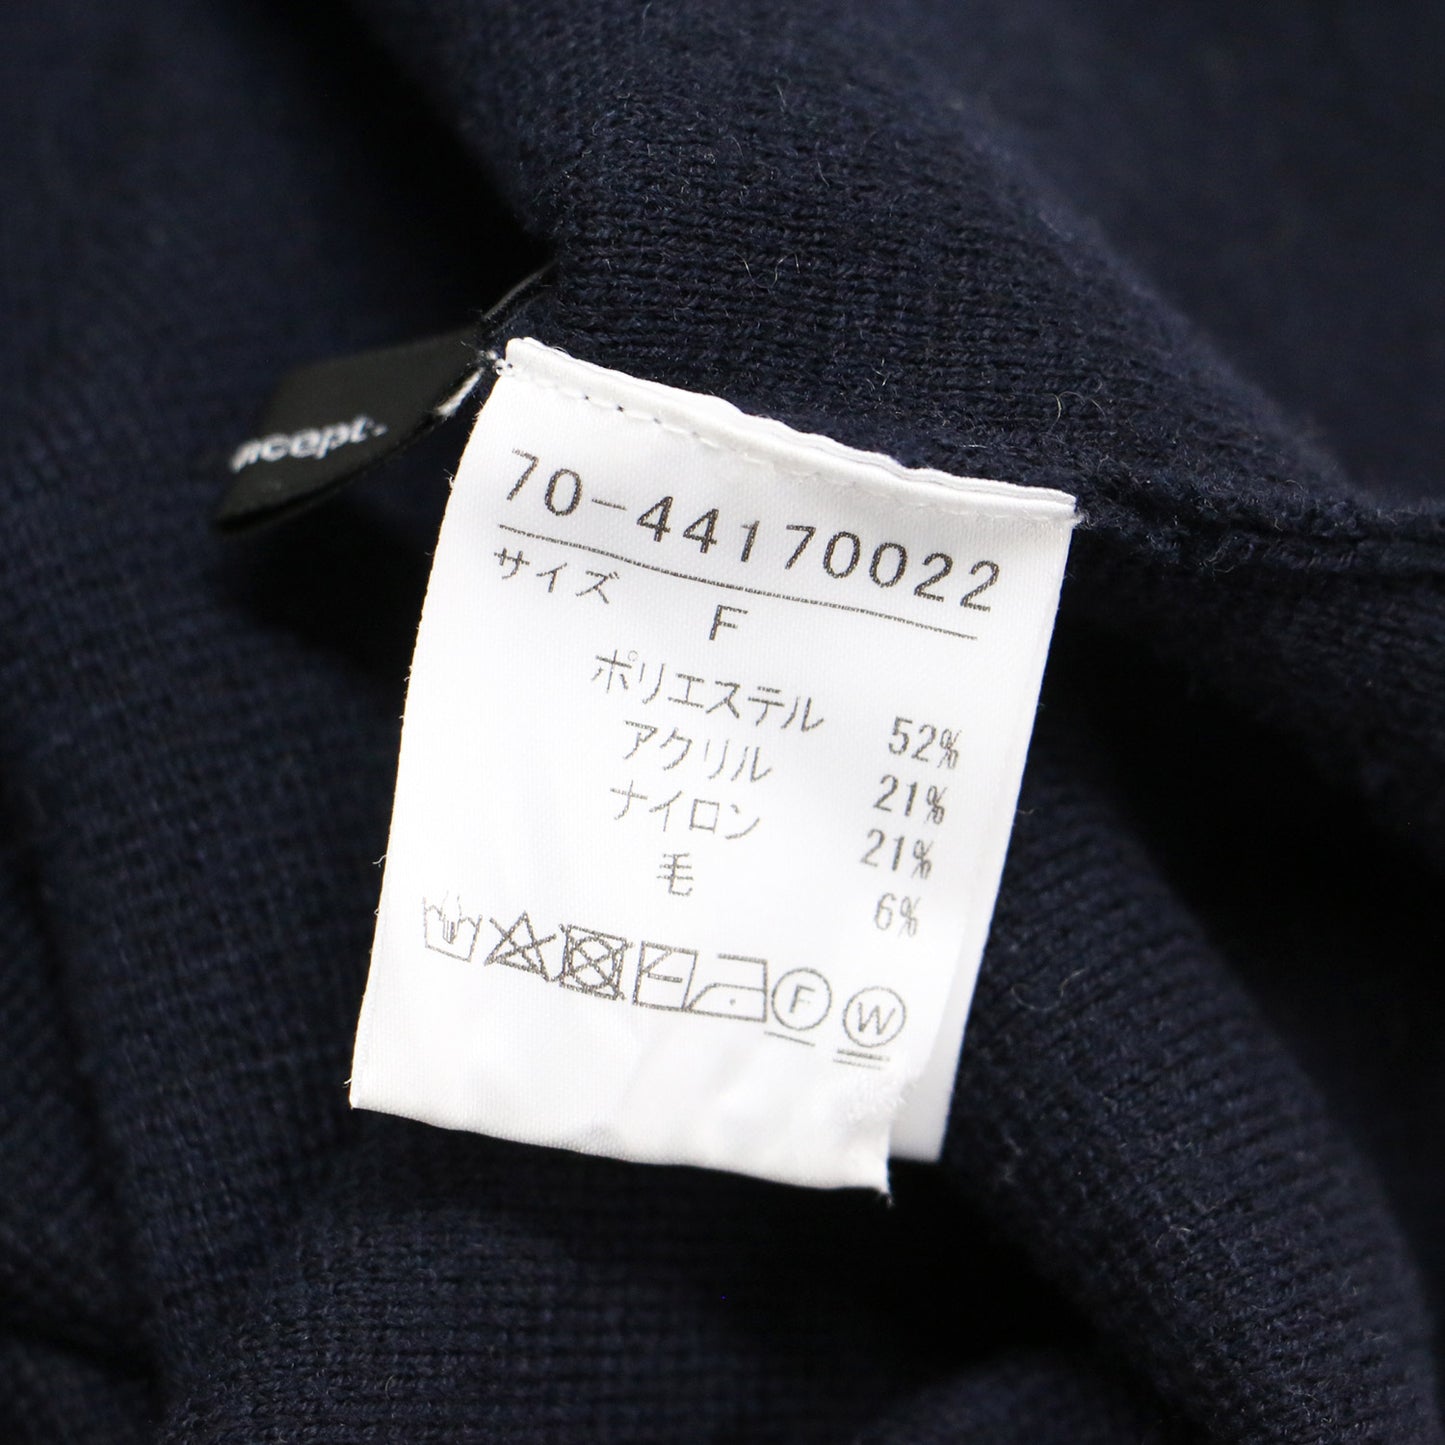 70-44170022
サイズ F
ポリエステル 52%
アクリル 21%
ナイロン 21%
毛 6%
F W